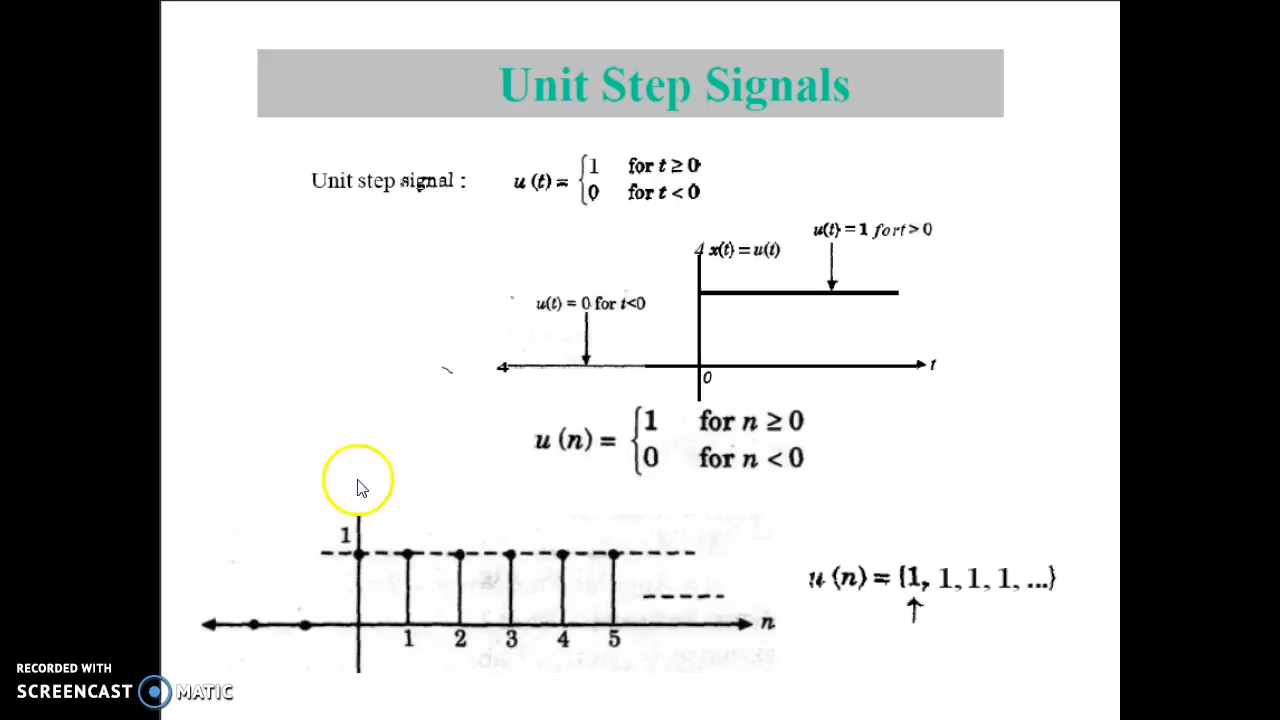 Unit Step Signals
Unit step signal : u (t) = { 1 for t ≥ 0
0 for t < 0
u(t) = 1 for t > 0
4 x(t) = u(t)
u(t) = 0 for t<0
t
0
u (n) = { 1 for n ≥ 0
0 for n < 0
1
u (n) = {1, 1, 1, 1, ...}
↑
n
1 2 3 4 5
RECORDED WITH
SCREENCAST MATIC